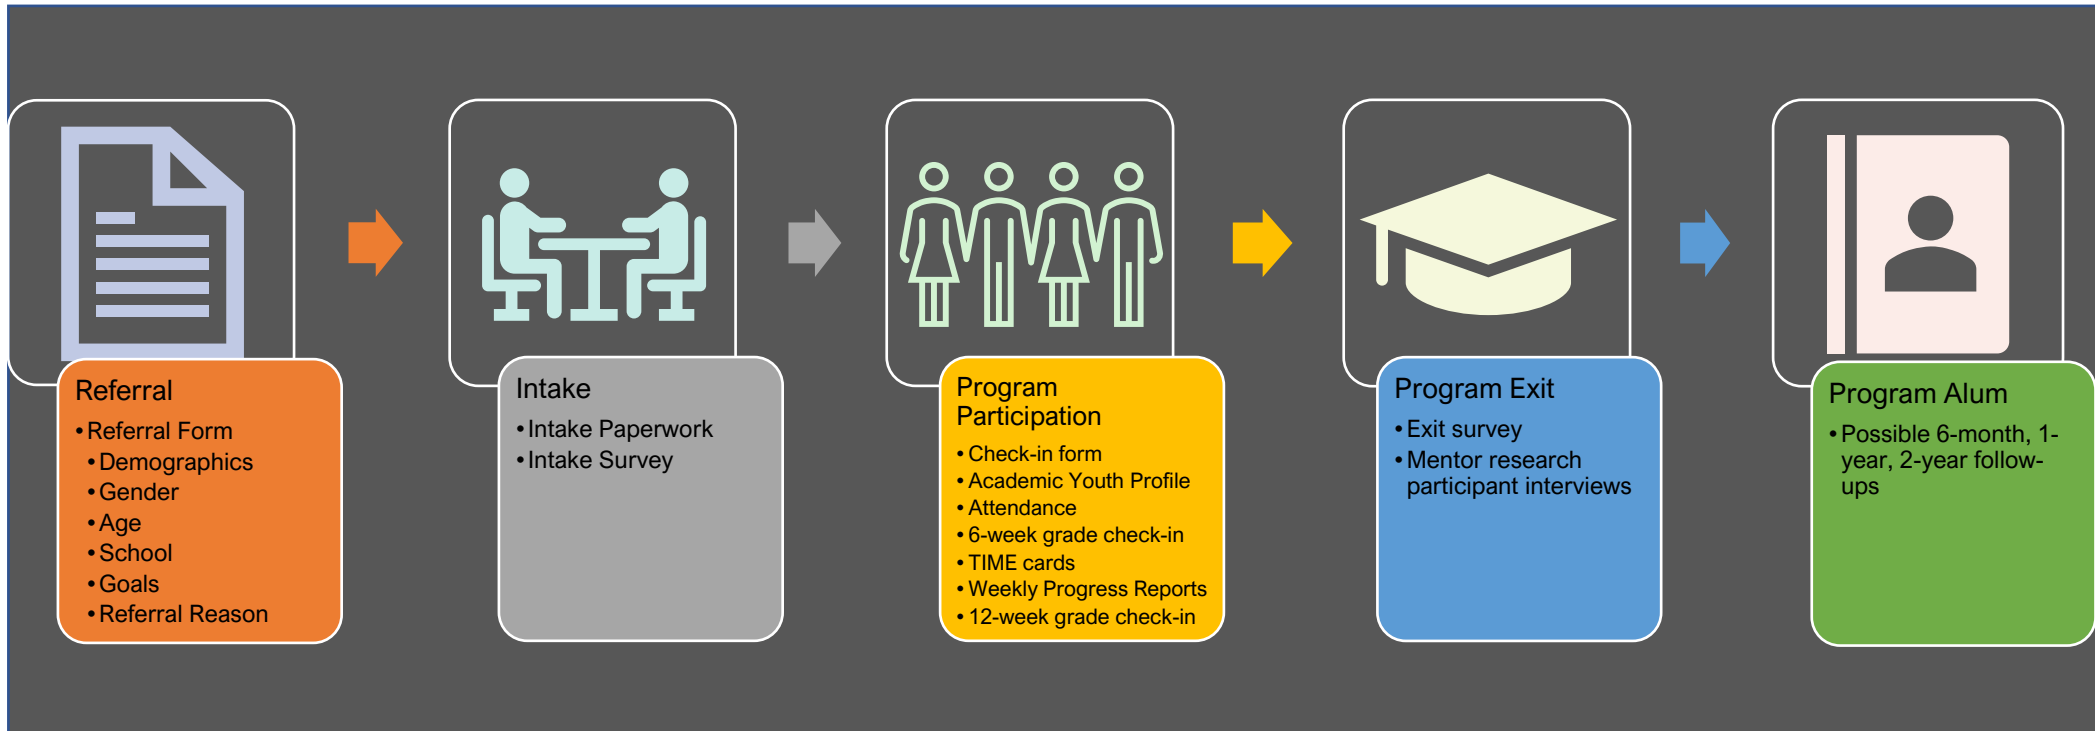 Referral
•Referral Form
•Demographics
•Gender
•Age
•School
•Goals
•Referral Reason
Intake
•Intake Paperwork
•Intake Survey
Program
Participation
•Check-in form
•Academic Youth Profile
•Attendance
•6-week grade check-in
•TIME cards
•Weekly Progress Reports
•12-week grade check-in
Program Exit
•Exit survey
•Mentor research
participant interviews
Program Alum
•Possible 6-month, 1-
year, 2-year follow-
ups